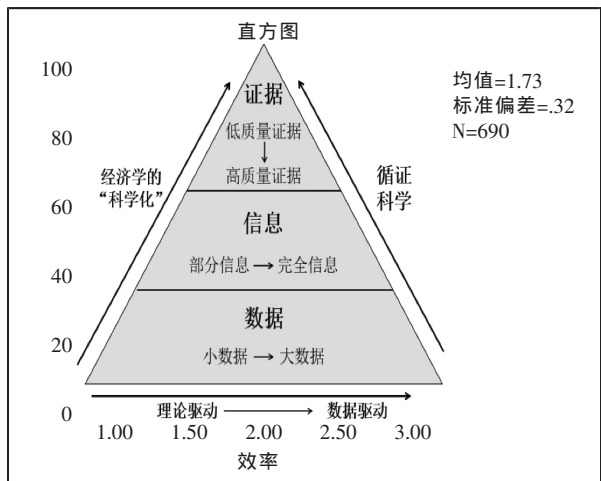 直方图
100
80
60
40
20
0
均值=1.73
标准偏差=.32
N=690
证据
低质量证据
↓
高质量证据
经济学的
“科学化”
循证
科学
信息
部分信息→完全信息
数据
小数据→大数据
理论驱动→数据驱动
1.00 1.50 2.00 2.50 3.00
效率